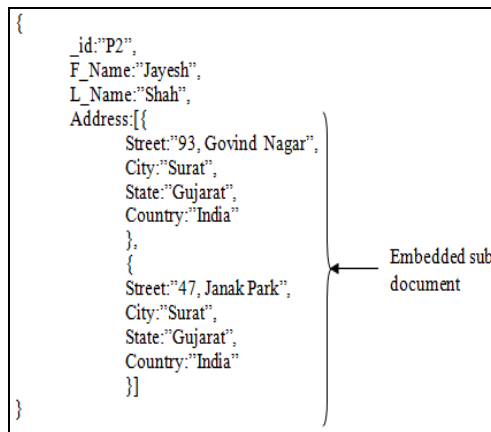 {
_id:”P2”,
F_Name:”Jayesh”,
L_Name:”Shah”,
Address:[{
Street:”93, Govind Nagar”,
City:”Surat”,
State:”Gujarat”,
Country:”India”
},
{
Street:”47, Janak Park”,
City:”Surat”,
State:”Gujarat”,
Country:”India”
}]
}
Embedded sub
document